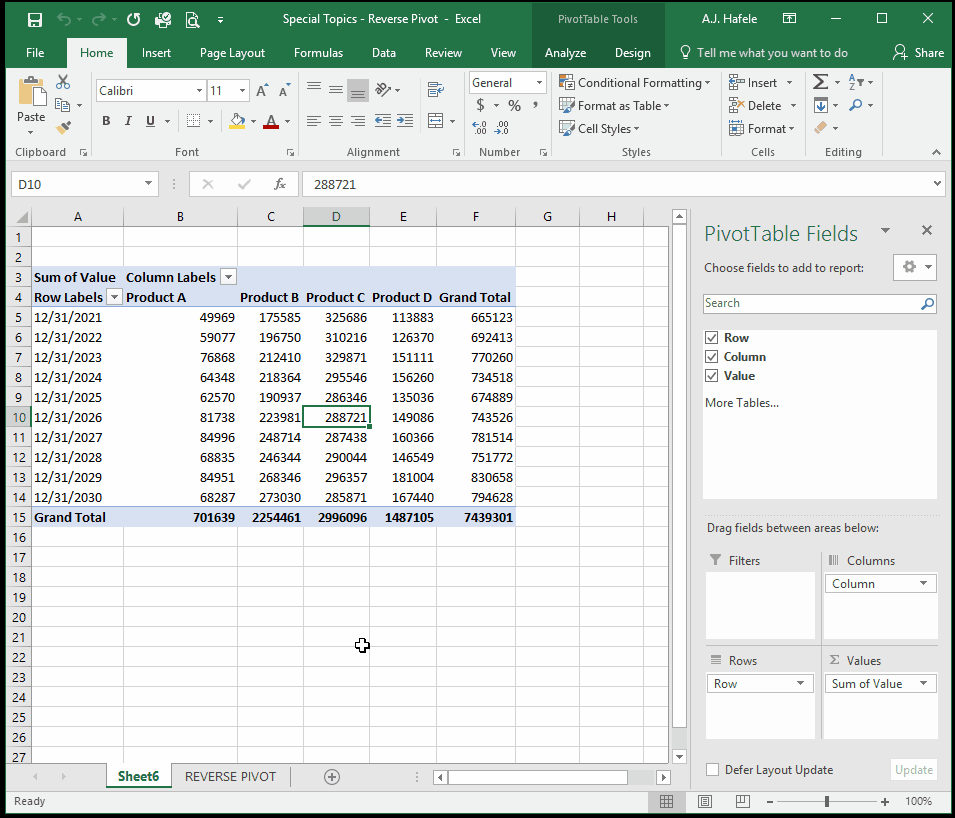 Special Topics - Reverse Pivot - Excel PivotTable Tools A.J. Hafele
File Home Insert Page Layout Formulas Data Review View Analyze Design Tell me what you want to do Share
Paste Calibri 11 A A General Conditional Formatting Insert Σ A Z
B I U A $ % , Format as Table Delete
.00 Cell Styles Format
Clipboard Font Alignment Number Styles Cells Editing
D10 fx 288721
A B C D E F G H
1
2
3 Sum of Value Column Labels
4 Row Labels Product A Product B Product C Product D Grand Total
5 12/31/2021 49969 175585 325686 113883 665123
6 12/31/2022 59077 196750 310216 126370 692413
7 12/31/2023 76868 212410 329871 151111 770260
8 12/31/2024 64348 218364 295546 156260 734518
9 12/31/2025 62570 190937 286346 135036 674889
10 12/31/2026 81738 223981 288721 149086 743526
11 12/31/2027 84996 248714 287438 160366 781514
12 12/31/2028 68835 246344 290044 146549 751772
13 12/31/2029 84951 268346 296357 181004 830658
14 12/31/2030 68287 273030 285871 167440 794628
15 Grand Total 701639 2254461 2996096 1487105 7439301
16
17
18
19
20
21
22
23
24
25
26
27
PivotTable Fields
Choose fields to add to report:
Search
Row
Column
Value
More Tables...
Drag fields between areas below:
Filters Columns
Column
Rows Σ Values
Row Sum of Value
Defer Layout Update Update
Sheet6 REVERSE PIVOT
Ready 100%